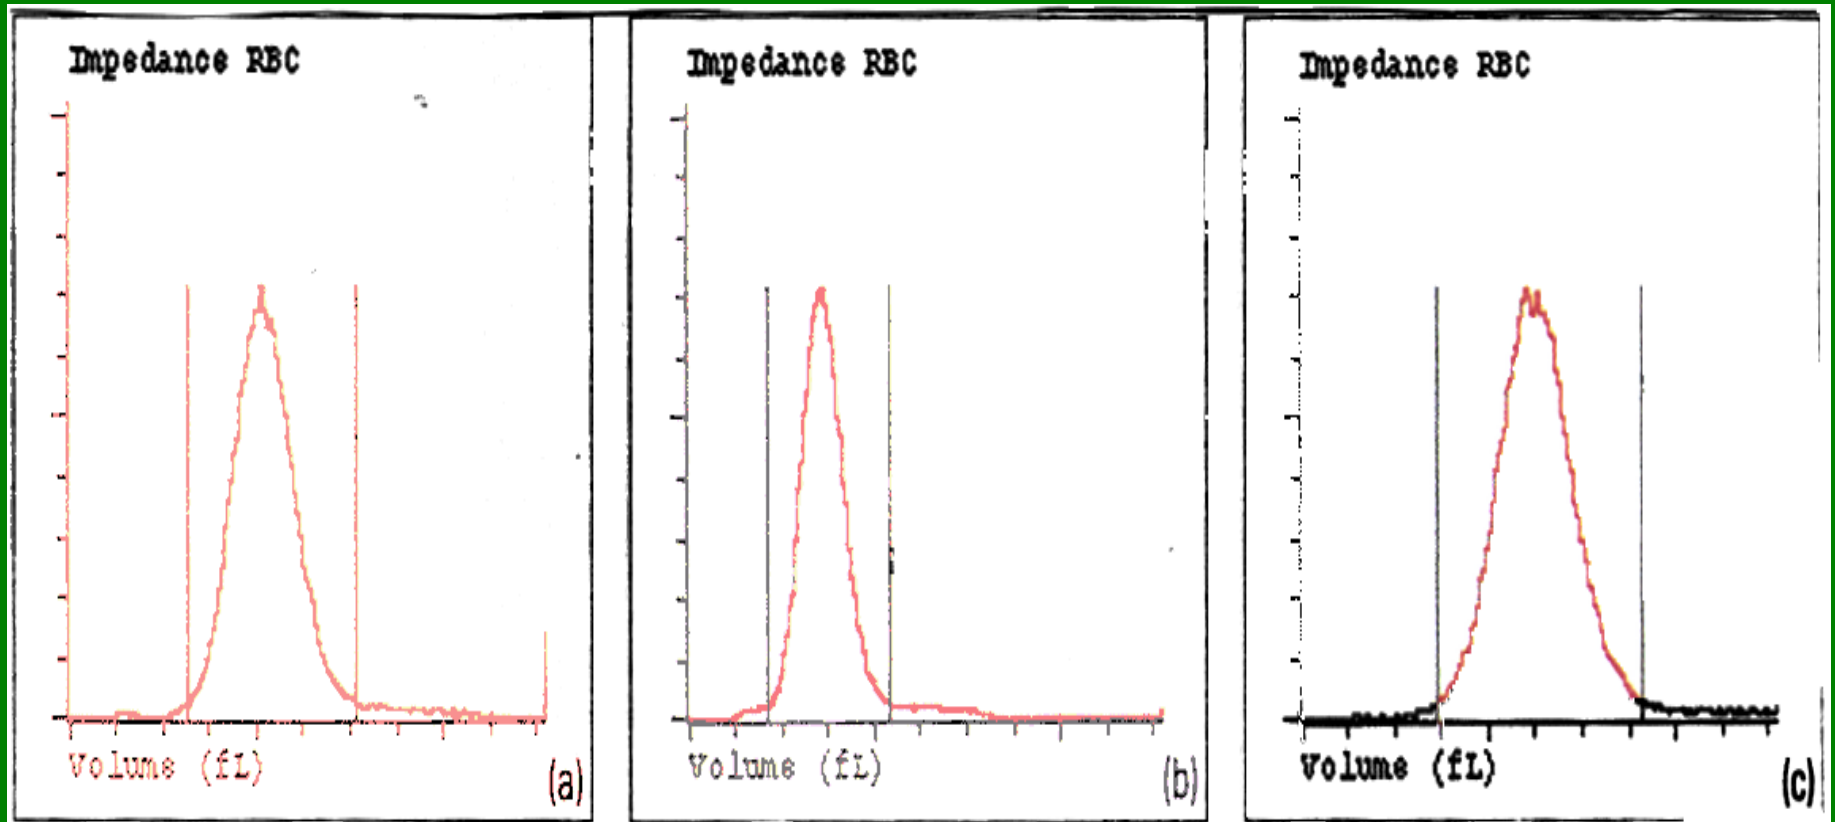 Impedance RBC
Volume (fL)
(a)
Impedance RBC
Volume (fL)
(b)
Impedance RBC
Volume (fL)
(c)